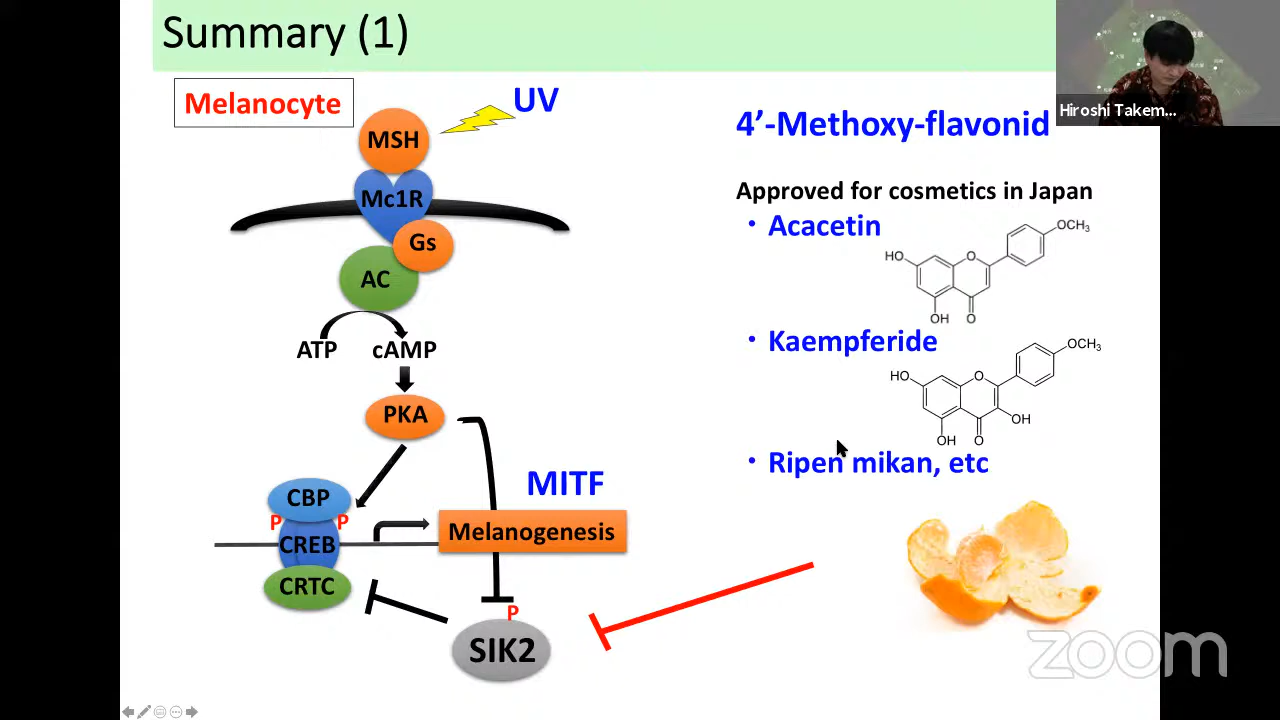 Summary (1)
Melanocyte
UV
MSH
Mc1R
Gs
AC
ATP
cAMP
PKA
CBP
P
P
CREB
CRTC
MITF
Melanogenesis
P
SIK2
4’-Methoxy-flavonid
Approved for cosmetics in Japan
・Acacetin
OCH3
HO
O
OH
O
・Kaempferide
OCH3
HO
O
OH
OH
O
・Ripen mikan, etc
Hiroshi Takem...
zoom